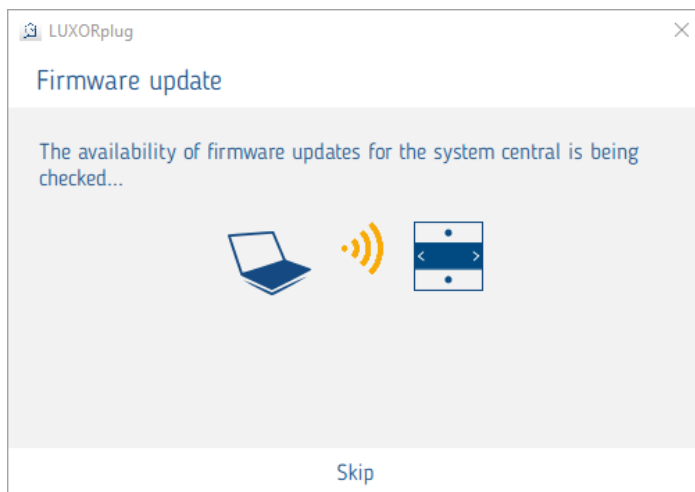 LUXORplug
Firmware update
The availability of firmware updates for the system central is being
checked...
Skip